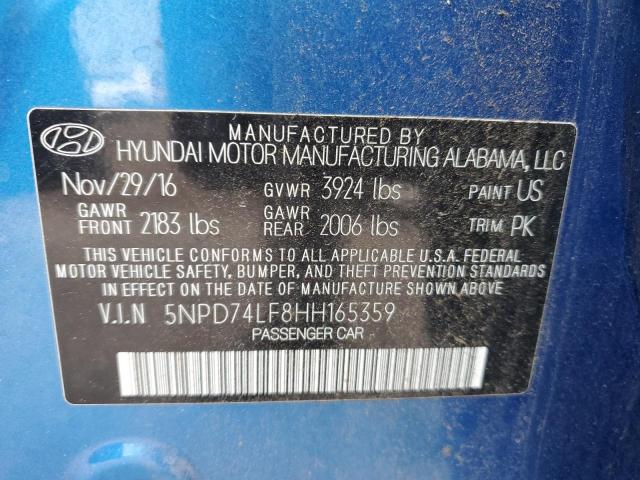 MANUFACTURED BY
HYUNDAI MOTOR MANUFACTURING ALABAMA, LLC
Nov/29/16 GVWR 3924 lbs PAINT US
GAWR FRONT 2183 lbs GAWR REAR 2006 lbs TRIM PK
THIS VEHICLE CONFORMS TO ALL APPLICABLE U.S.A. FEDERAL
MOTOR VEHICLE SAFETY, BUMPER, AND THEFT PREVENTION STANDARDS
IN EFFECT ON THE DATE OF MANUFACTURE SHOWN ABOVE.
V.I.N 5NPD74LF8HH165359
PASSENGER CAR